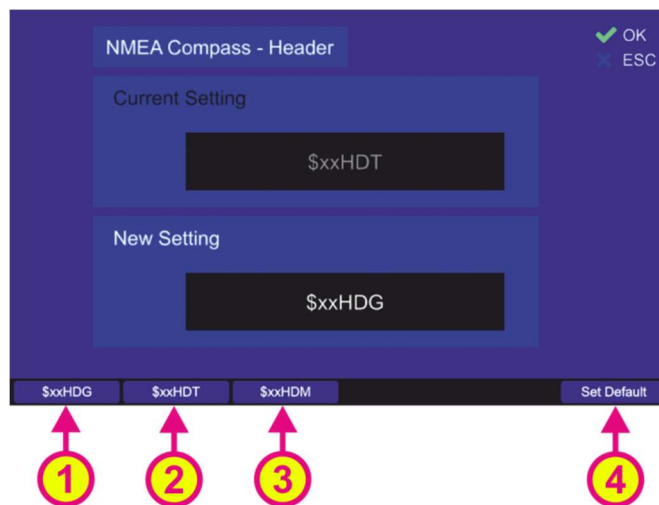 NMEA Compass - Header
OK
ESC
Current Setting
$xxHDT
New Setting
$xxHDG
$xxHDG $xxHDT $xxHDM Set Default
1 2 3 4